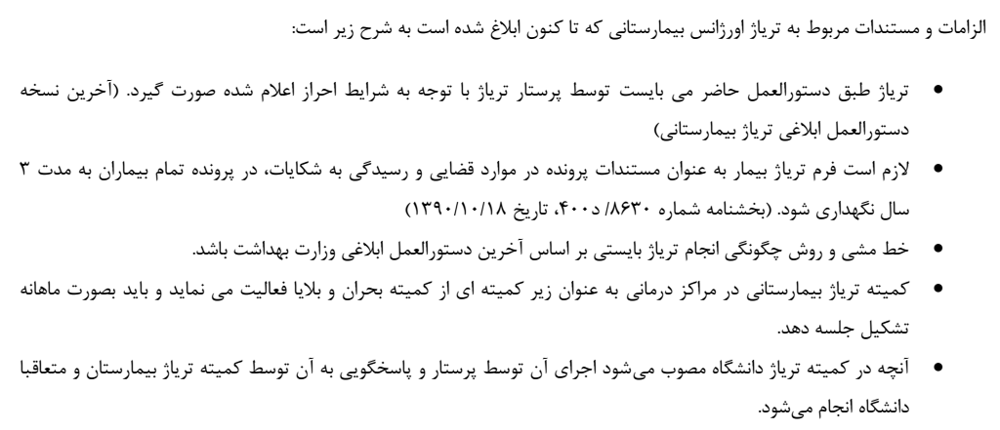 الزامات و مستندات مربوط به تریاژ اورژانس بیمارستانی که تا کنون ابلاغ شده است به شرح زیر است:
• تریاژ طبق دستورالعمل حاضر می بایست توسط پرستار تریاژ با توجه به شرایط احراز اعلام شده صورت گیرد. (آخرین نسخه
دستورالعمل ابلاغی تریاژ بیمارستانی)
• لازم است فرم تریاژ بیمار به عنوان مستندات پرونده در موارد قضایی و رسیدگی به شکایات، در پرونده تمام بیماران به مدت ۳
سال نگهداری شود. (بخشنامه شماره ۸۶۳۰/ د۴۰۰، تاریخ ۱۳۹۰/۱۰/۱۸)
• خط مشی و روش چگونگی انجام تریاژ بایستی بر اساس آخرین دستورالعمل ابلاغی وزارت بهداشت باشد.
• کمیته تریاژ بیمارستانی در مراکز درمانی به عنوان زیر کمیته ای از کمیته بحران و بلایا فعالیت می نماید و باید بصورت ماهانه
تشکیل جلسه دهد.
• آنچه در کمیته تریاژ دانشگاه مصوب می‌شود اجرای آن توسط پرستار و پاسخگویی به آن توسط کمیته تریاژ بیمارستان و متعاقبا
دانشگاه انجام می‌شود.